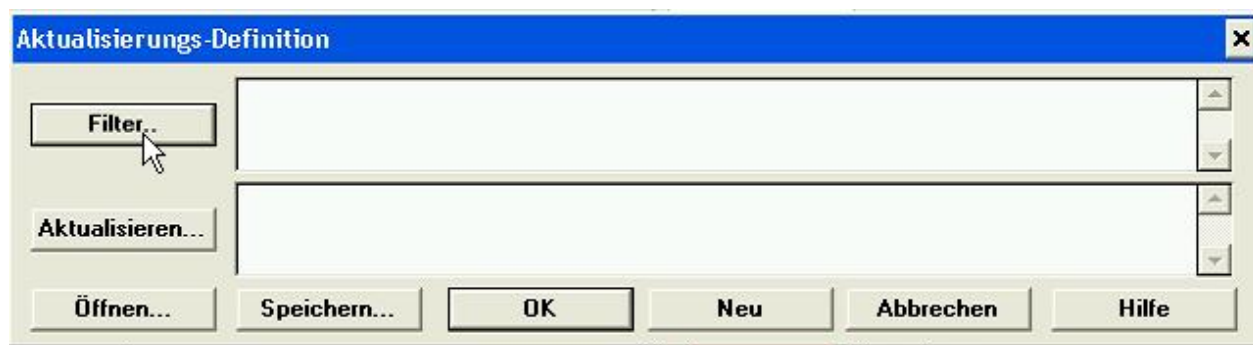 Aktualisierungs-Definition
Filter..
Aktualisieren...
Öffnen... Speichern... OK Neu Abbrechen Hilfe